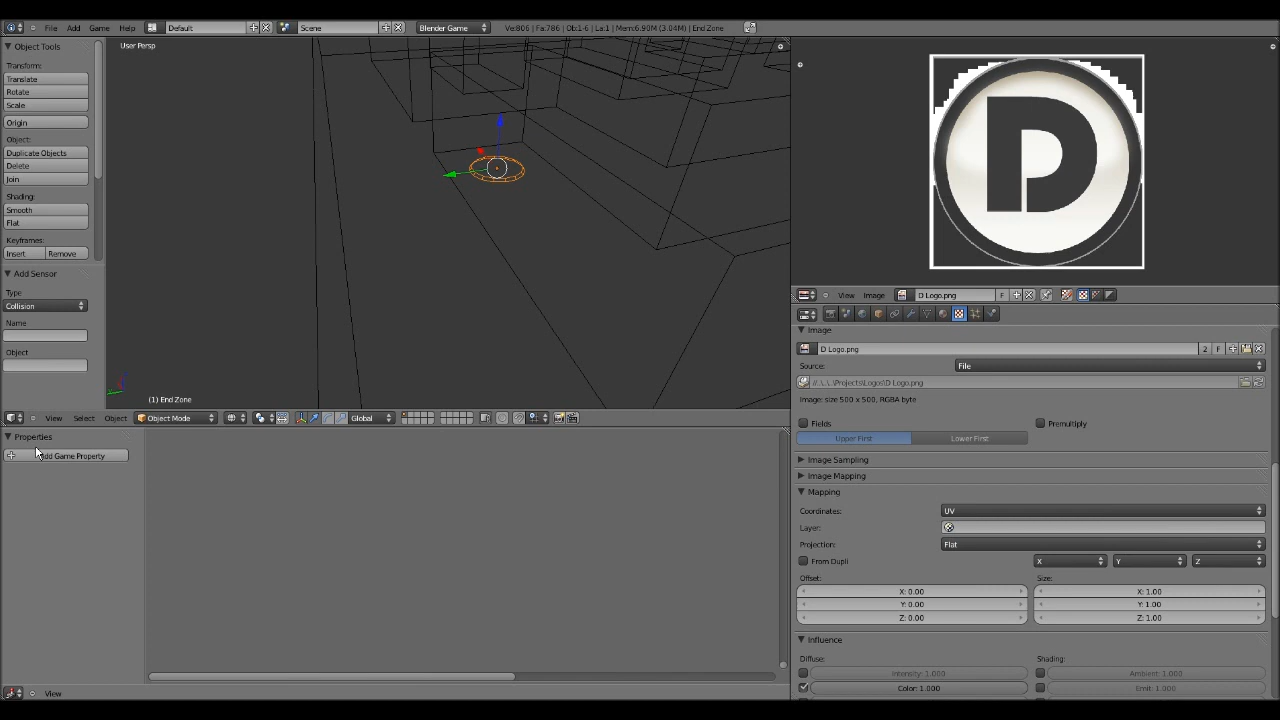 File Add Game Help Default Scene Blender Game Ve:806 | Fa:786 | Ob:1-6 | La:1 | Mem:6.90M (3.04M) | End Zone
Object Tools
Transform:
Translate
Rotate
Scale
Origin
Object:
Duplicate Objects
Delete
Join
Shading:
Smooth
Flat
Keyframes:
Insert Remove
Add Sensor
Type
Collision
Name
Object
User Persp
(1) End Zone
View Select Object Object Mode Global
Properties
Game Property
View
D
View Image D Logo.png F
Image
D Logo.png 2 F
Source: File
//..\..\..\Projects\Logos\D Logo.png
Image: size 500 x 500, RGBA byte
Fields Premultiply
Upper First Lower First
Image Sampling
Image Mapping
Mapping
Coordinates: UV
Layer:
Projection: Flat
From Dupli X Y Z
Offset: Size:
X: 0.00 X: 1.00
Y: 0.00 Y: 1.00
Z: 0.00 Z: 1.00
Influence
Diffuse: Shading:
Intensity: 1.000 Ambient: 1.000
Color: 1.000 Emit: 1.000